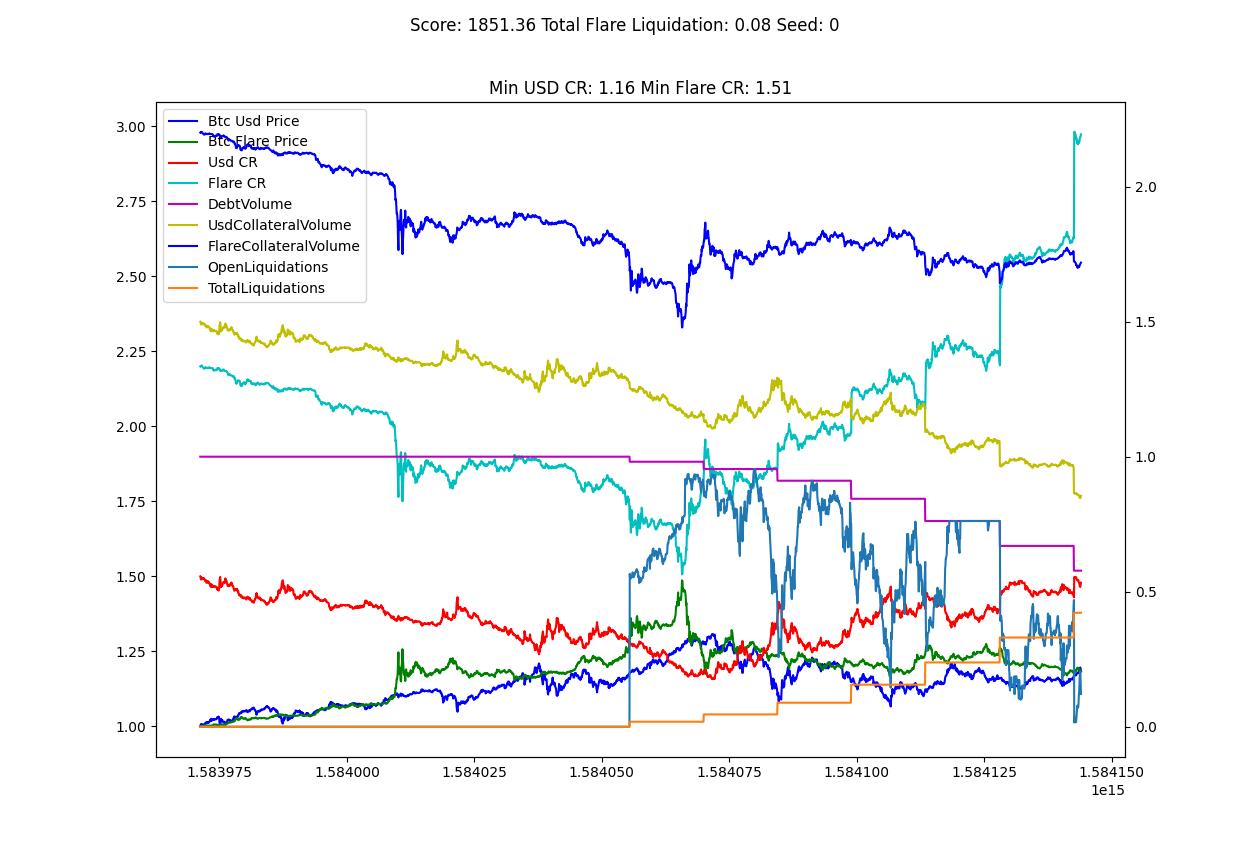 Score: 1851.36 Total Flare Liquidation: 0.08 Seed: 0
Min USD CR: 1.16 Min Flare CR: 1.51
Btc Usd Price
Btc Flare Price
Usd CR
Flare CR
DebtVolume
UsdCollateralVolume
FlareCollateralVolume
OpenLiquidations
TotalLiquidations
3.00
2.75
2.50
2.25
2.00
1.75
1.50
1.25
1.00
2.0
1.5
1.0
0.5
0.0
1.583975 1.584000 1.584025 1.584050 1.584075 1.584100 1.584125 1.584150
1e15